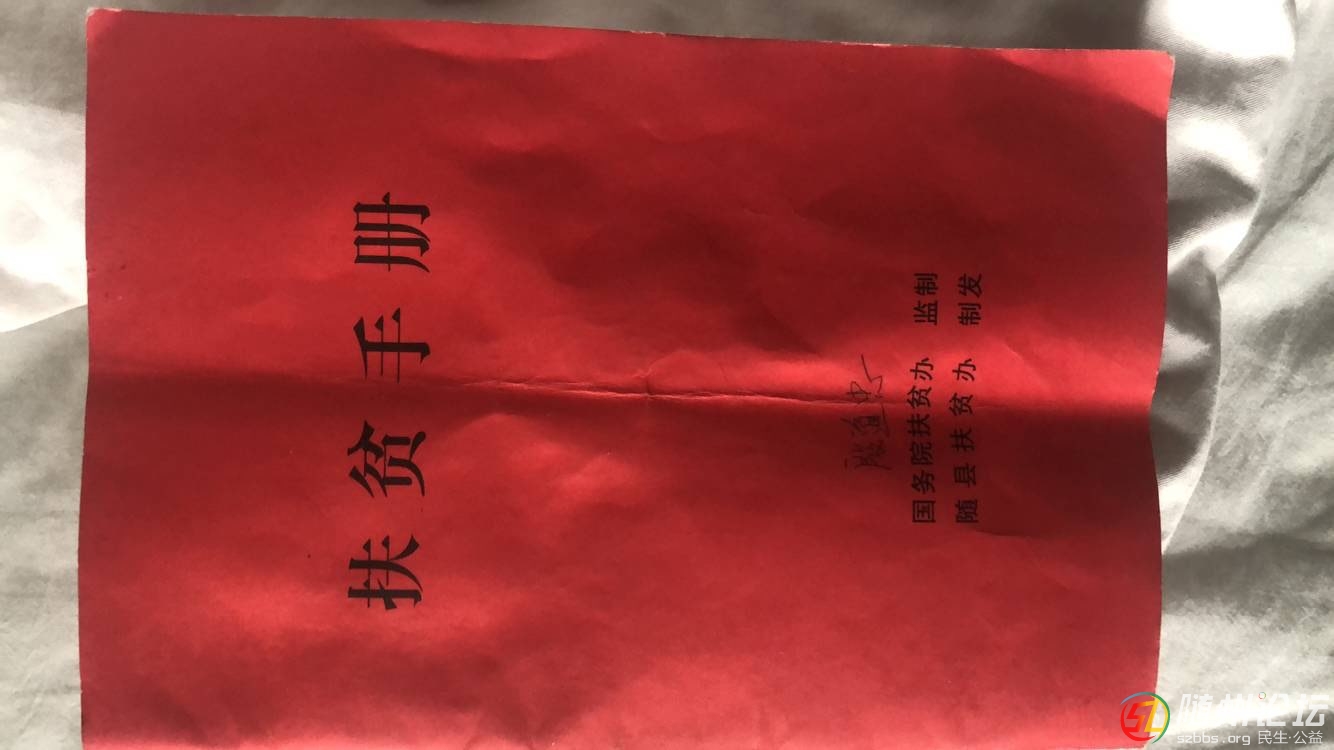 扶贫手册
国务院扶贫办 监制
随县扶贫办 制发
随州论坛
szbbs.org 民生·公益